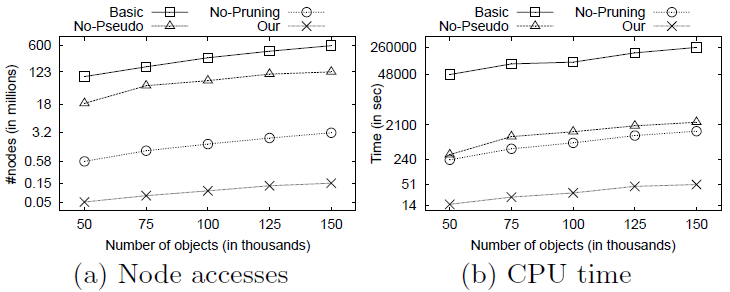 Basic No-Pruning
No-Pseudo Our
#nodes (in millions)
600
123
18
3.2
0.58
0.15
0.05
50 75 100 125 150
Number of objects (in thousands)
(a) Node accesses
Basic No-Pruning
No-Pseudo Our
Time (in sec)
260000
48000
2100
240
51
14
50 75 100 125 150
Number of objects (in thousands)
(b) CPU time